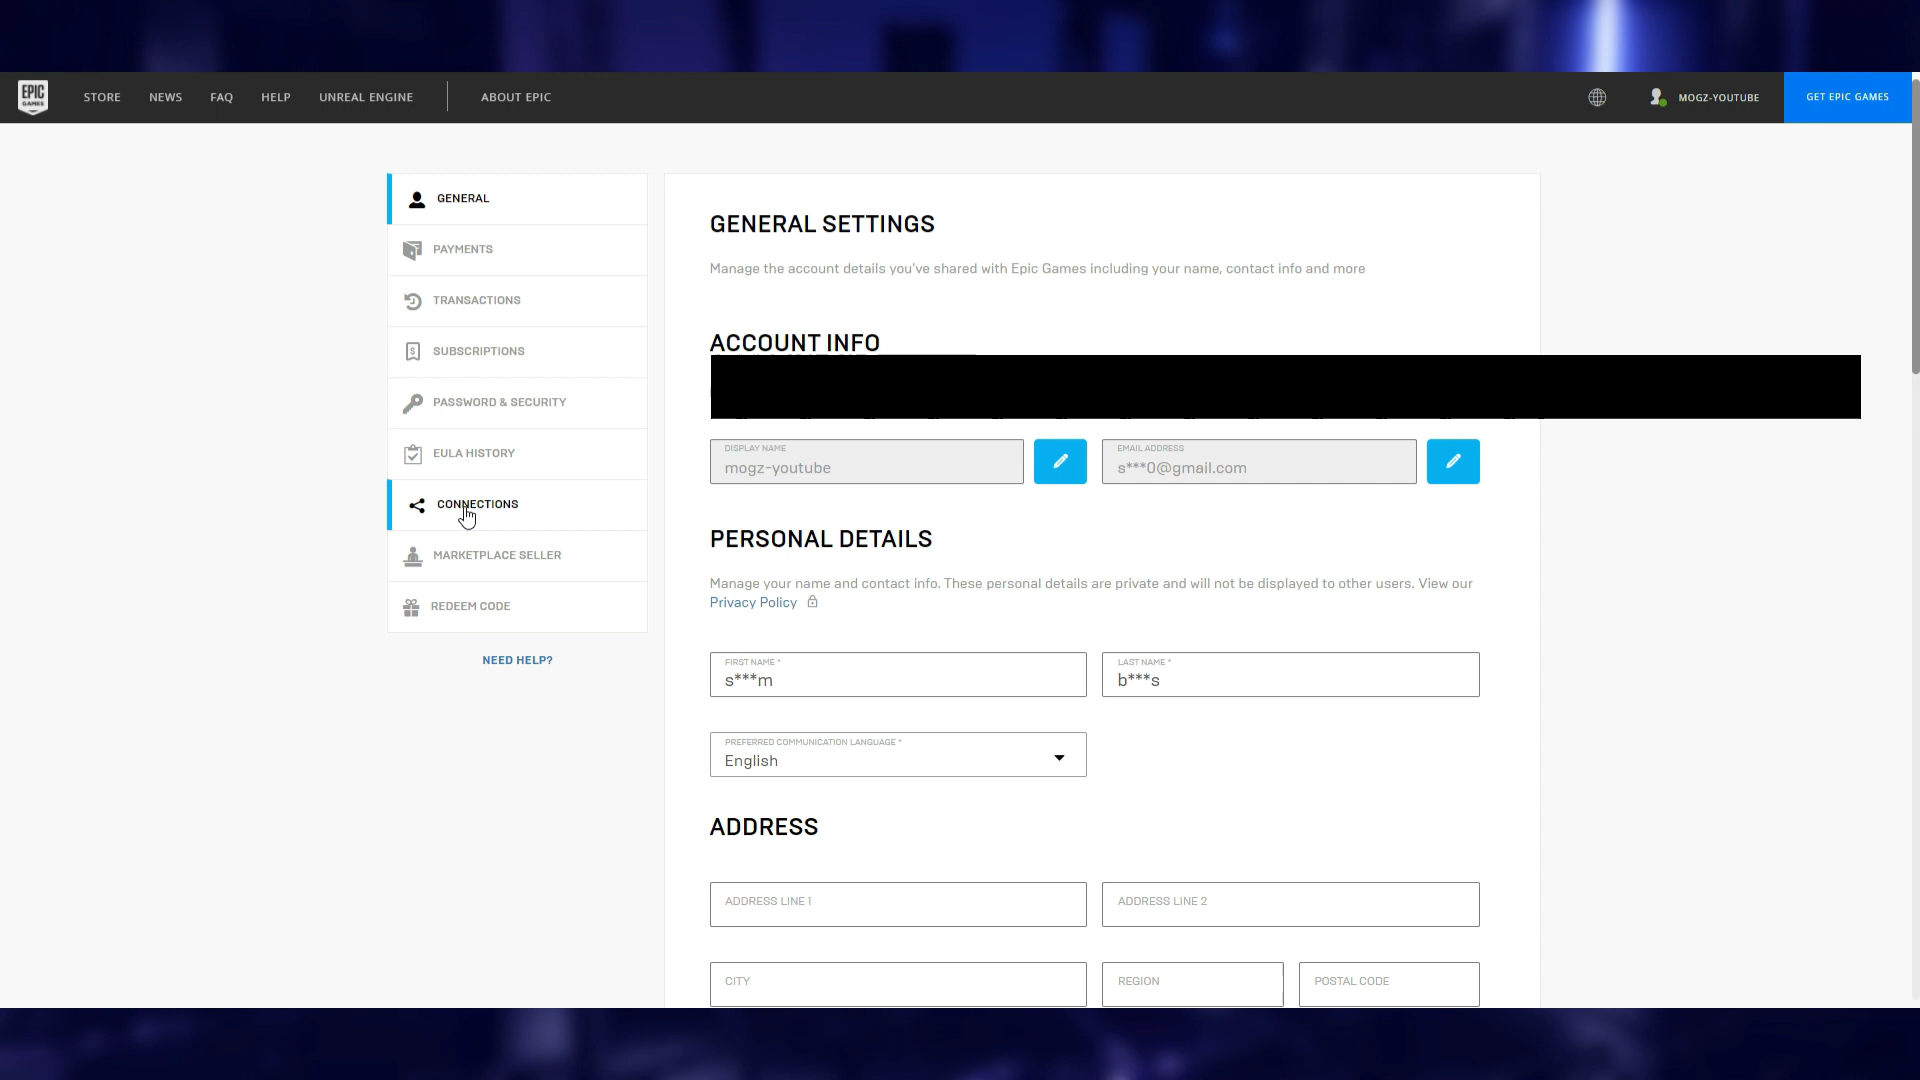 EPIC
GAMES
STORE
NEWS
FAQ
HELP
UNREAL ENGINE
ABOUT EPIC
MOGZ-YOUTUBE
GET EPIC GAMES
GENERAL
PAYMENTS
TRANSACTIONS
SUBSCRIPTIONS
PASSWORD & SECURITY
EULA HISTORY
CONNECTIONS
MARKETPLACE SELLER
REDEEM CODE
NEED HELP?
GENERAL SETTINGS
Manage the account details you've shared with Epic Games including your name, contact info and more
ACCOUNT INFO
DISPLAY NAME
mogz-youtube
EMAIL ADDRESS
s***0@gmail.com
PERSONAL DETAILS
Manage your name and contact info. These personal details are private and will not be displayed to other users. View our
Privacy Policy
FIRST NAME *
s***m
LAST NAME *
b***s
PREFERRED COMMUNICATION LANGUAGE *
English
ADDRESS
ADDRESS LINE 1
ADDRESS LINE 2
CITY
REGION
POSTAL CODE